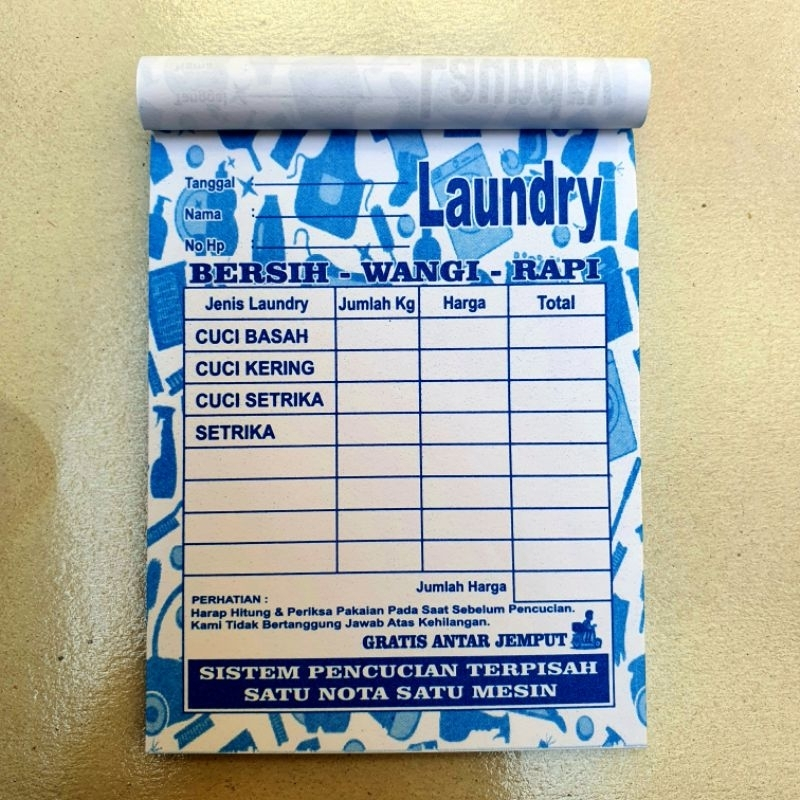 Tanggal :
Nama :
No Hp :
Laundry
BERSIH - WANGI - RAPI
Jenis Laundry Jumlah Kg Harga Total
CUCI BASAH
CUCI KERING
CUCI SETRIKA
SETRIKA
Jumlah Harga
PERHATIAN :
Harap Hitung & Periksa Pakaian Pada Saat Sebelum Pencucian.
Kami Tidak Bertanggung Jawab Atas Kehilangan.
GRATIS ANTAR JEMPUT
SISTEM PENCUCIAN TERPISAH
SATU NOTA SATU MESIN